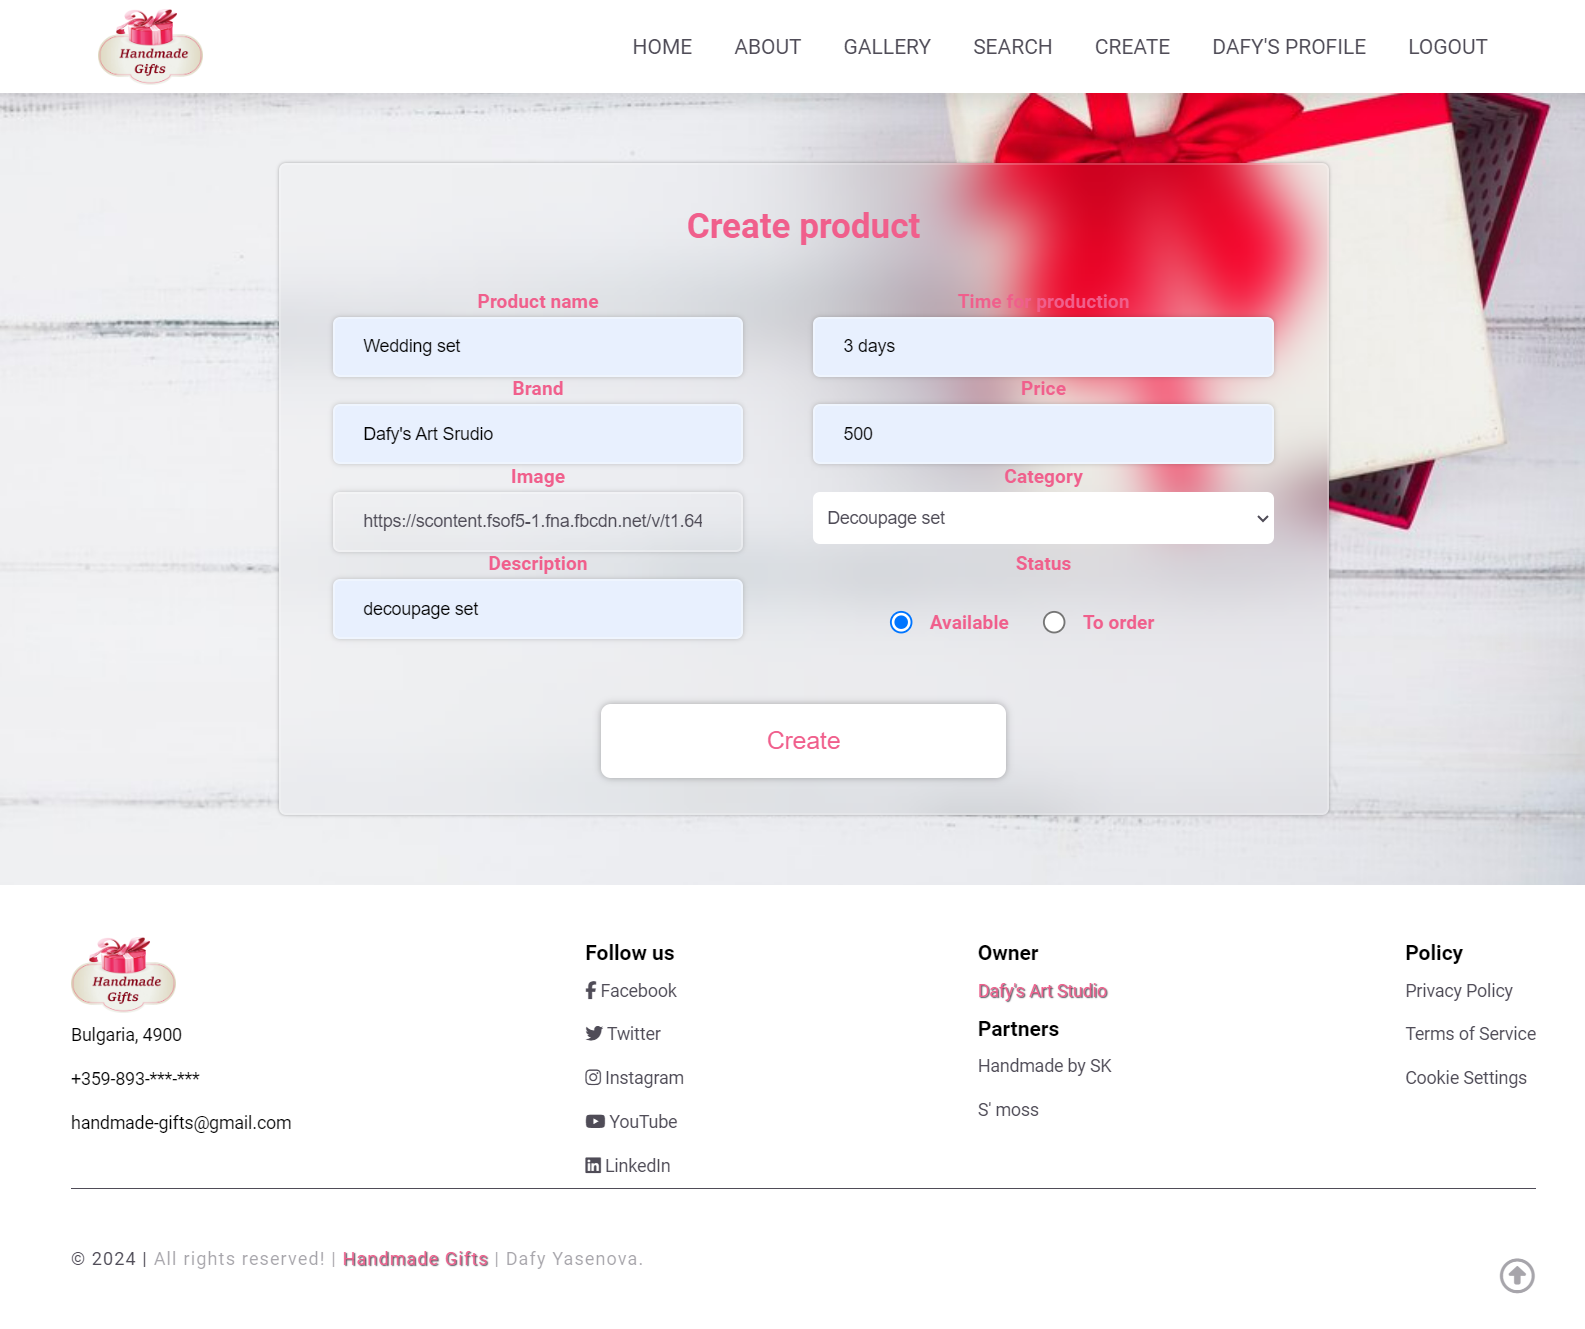 Handmade
Gifts
HOME
ABOUT
GALLERY
SEARCH
CREATE
DAFY'S PROFILE
LOGOUT
Create product
Product name
Wedding set
Time for production
3 days
Brand
Dafy's Art Srudio
Price
500
Image
https://scontent.fsof5-1.fna.fbcdn.net/v/t1.64
Category
Decoupage set
Description
decoupage set
Status
Available
To order
Create
Handmade
Gifts
Bulgaria, 4900
+359-893-***-***
handmade-gifts@gmail.com
Follow us
Facebook
Twitter
Instagram
YouTube
LinkedIn
Owner
Dafy's Art Studio
Partners
Handmade by SK
S' moss
Policy
Privacy Policy
Terms of Service
Cookie Settings
© 2024 | All rights reserved! | Handmade Gifts | Dafy Yasenova.